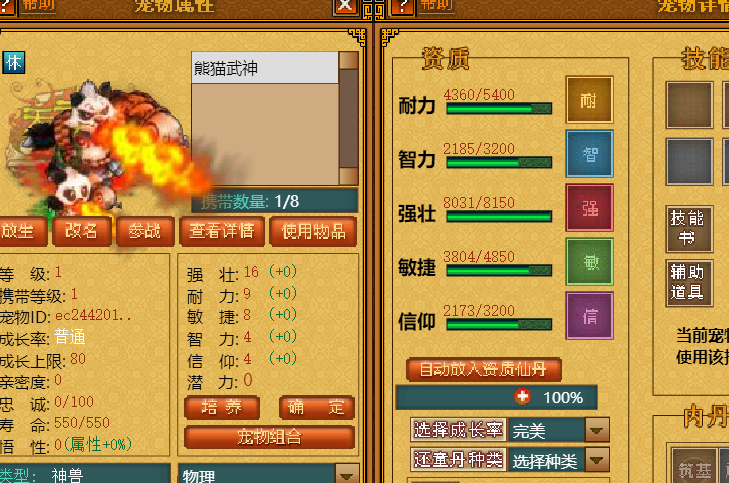 ? 帮助 宠物属性
休
熊猫武神
携带数量: 1/8
放生 改名 参战 查看详情 使用物品
等 级: 1
携带等级: 1
宠物ID: ec244201..
成长率: 普通
成长上限: 80
亲密度: 0
忠 诚: 0/100
寿 命: 550/550
悟 性: 0(属性+0%)
类型: 神兽
强 壮: 16 (+0)
耐 力: 9 (+0)
敏 捷: 8 (+0)
智 力: 4 (+0)
信 仰: 4 (+0)
潜 力: 0
培 养 确 定
宠物组合
物理
? 帮助 宠物详情
资质
耐力 4360/5400 耐
智力 2185/3200 智
强壮 8031/8150 强
敏捷 3804/4850 敏
信仰 2173/3200 信
自动放入资质仙丹
100%
选择成长率 完美
还童丹种类 选择种类
技能
技能
书
辅助
道具
当前宠物
使用该技
内丹
筑基